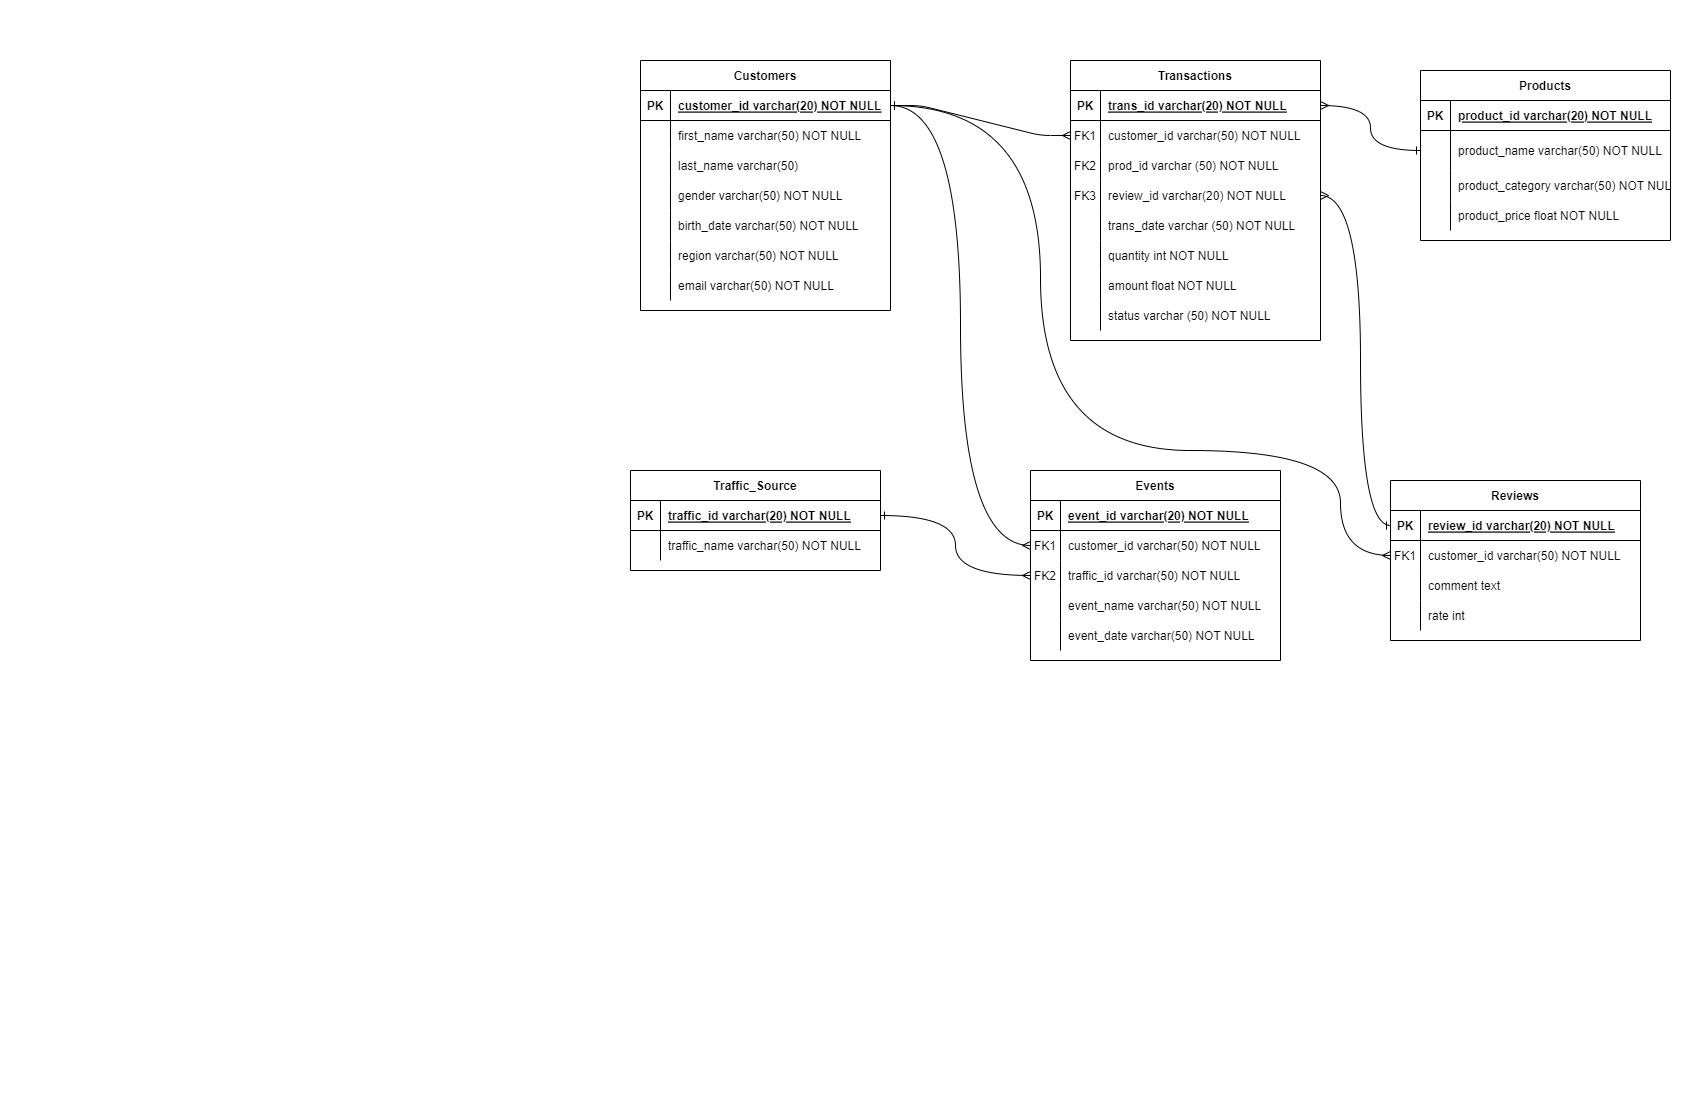 Customers
PK customer_id varchar(20) NOT NULL
first_name varchar(50) NOT NULL
last_name varchar(50)
gender varchar(50) NOT NULL
birth_date varchar(50) NOT NULL
region varchar(50) NOT NULL
email varchar(50) NOT NULL
Transactions
PK trans_id varchar(20) NOT NULL
FK1 customer_id varchar(50) NOT NULL
FK2 prod_id varchar (50) NOT NULL
FK3 review_id varchar(20) NOT NULL
trans_date varchar (50) NOT NULL
quantity int NOT NULL
amount float NOT NULL
status varchar (50) NOT NULL
Products
PK product_id varchar(20) NOT NULL
product_name varchar(50) NOT NULL
product_category varchar(50) NOT NUL
product_price float NOT NULL
Traffic_Source
PK traffic_id varchar(20) NOT NULL
traffic_name varchar(50) NOT NULL
Events
PK event_id varchar(20) NOT NULL
FK1 customer_id varchar(50) NOT NULL
FK2 traffic_id varchar(50) NOT NULL
event_name varchar(50) NOT NULL
event_date varchar(50) NOT NULL
Reviews
PK review_id varchar(20) NOT NULL
FK1 customer_id varchar(50) NOT NULL
comment text
rate int